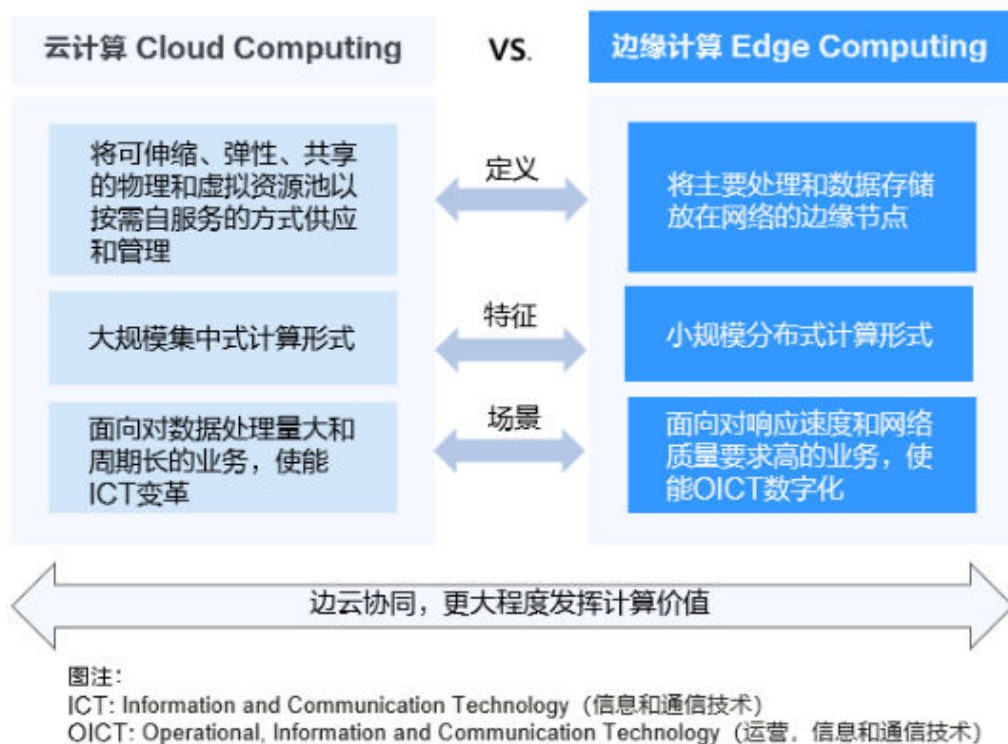 云计算 Cloud Computing
VS.
边缘计算 Edge Computing
将可伸缩、弹性、共享
的物理和虚拟资源池以
按需自服务的方式供应
和管理
定义
将主要处理和数据存储
放在网络的边缘节点
大规模集中式计算形式
特征
小规模分布式计算形式
面向对数据处理量大和
周期长的业务，使能
ICT变革
场景
面向对响应速度和网络
质量要求高的业务，使
能OICT数字化
边云协同，更大程度发挥计算价值
图注：
ICT: Information and Communication Technology（信息和通信技术）
OICT: Operational, Information and Communication Technology（运营，信息和通信技术）